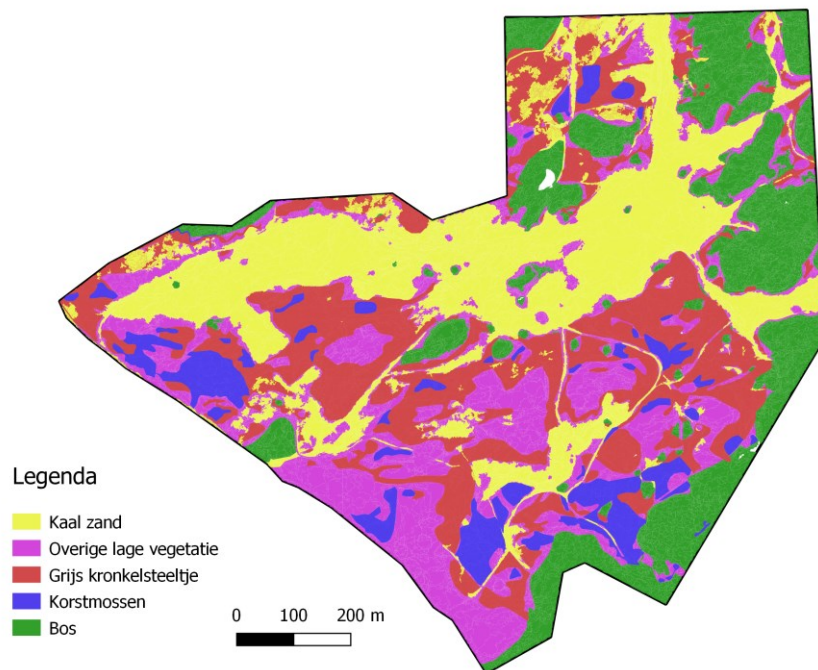 Legenda
Kaal zand
Overige lage vegetatie
Grijs kronkelsteeltje
Korstmossen
Bos
0 100 200 m